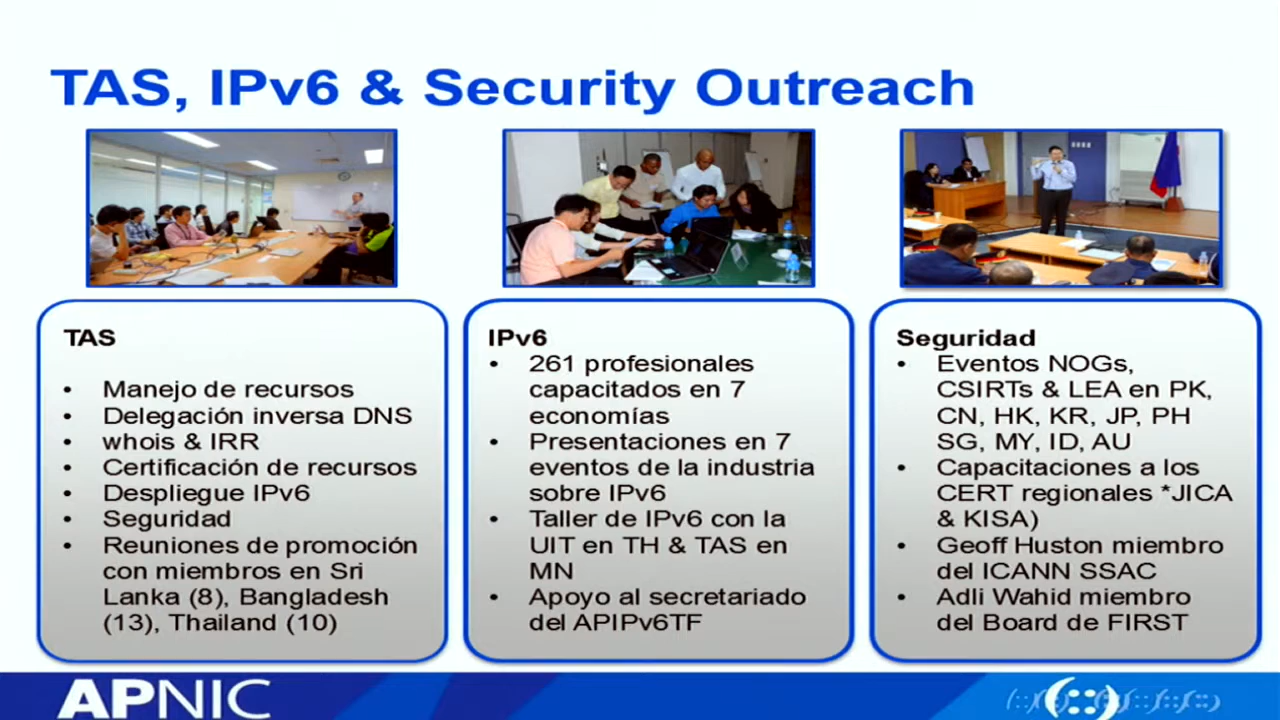 TAS, IPv6 & Security Outreach
TAS
• Manejo de recursos
• Delegación inversa DNS
• whois & IRR
• Certificación de recursos
• Despliegue IPv6
• Seguridad
• Reuniones de promoción
con miembros en Sri
Lanka (8), Bangladesh
(13), Thailand (10)
IPv6
• 261 profesionales
capacitados en 7
economías
• Presentaciones en 7
eventos de la industria
sobre IPv6
• Taller de IPv6 con la
UIT en TH & TAS en
MN
• Apoyo al secretariado
del APIPv6TF
Seguridad
• Eventos NOGs,
CSIRTs & LEA en PK,
CN, HK, KR, JP, PH
SG, MY, ID, AU
• Capacitaciones a los
CERT regionales *JICA
& KISA)
• Geoff Huston miembro
del ICANN SSAC
• Adli Wahid miembro
del Board de FIRST
APNIC